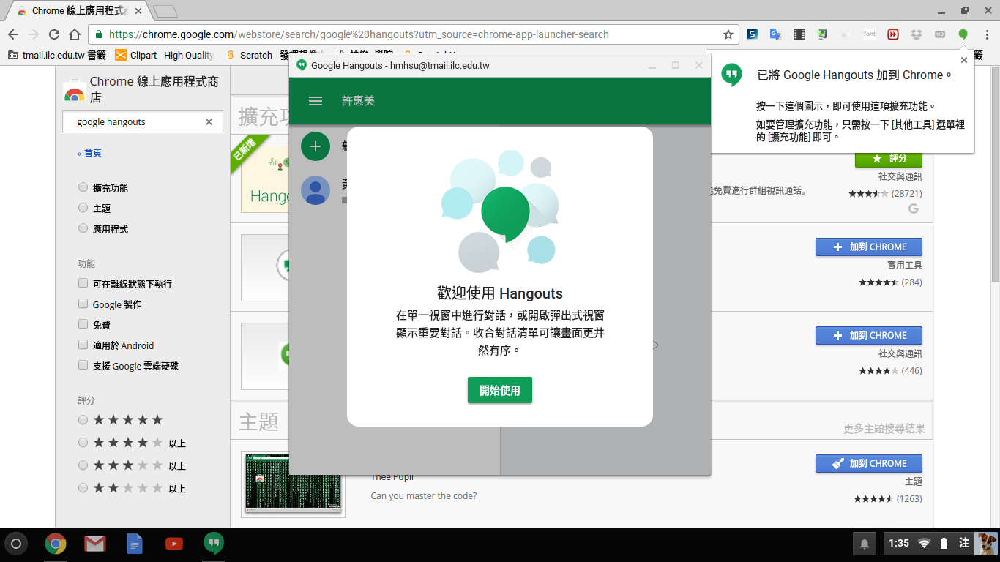 Chrome 線上應用程式商
https://chrome.google.com/webstore/search/google%20hangouts?utm_source=chrome-app-launcher-search
tmail.ilc.edu.tw 書籤
Clipart - High Quality
Scratch - 發揮想像
籤
Chrome 線上應用程式商
店
google hangouts
« 首頁
擴充功能
主題
應用程式
功能
可在離線狀態下執行
Google 製作
免費
適用於 Android
支援 Google 雲端硬碟
評分
以上
以上
以上
擴充
已新增
hi
Hango
Google Hangouts - hmhsu@tmail.ilc.edu.tw
許惠美
歡迎使用 Hangouts
在單一視窗中進行對話，或開啟彈出式視窗
顯示重要對話。收合對話清單可讓畫面更井
然有序。
開始使用
已將 Google Hangouts 加到 Chrome。
按一下這個圖示，即可使用這項擴充功能。
如要管理擴充功能，只需按一下 [其他工具] 選單裡
的 [擴充功能] 即可。
評分
社交與通訊
能免費進行群組視訊通話。
(28721)
加到 CHROME
實用工具
(284)
加到 CHROME
社交與通訊
(446)
主題
更多主題搜尋結果
Thee Pupil
Can you master the code?
加到 CHROME
主題
(1263)
1:35
注